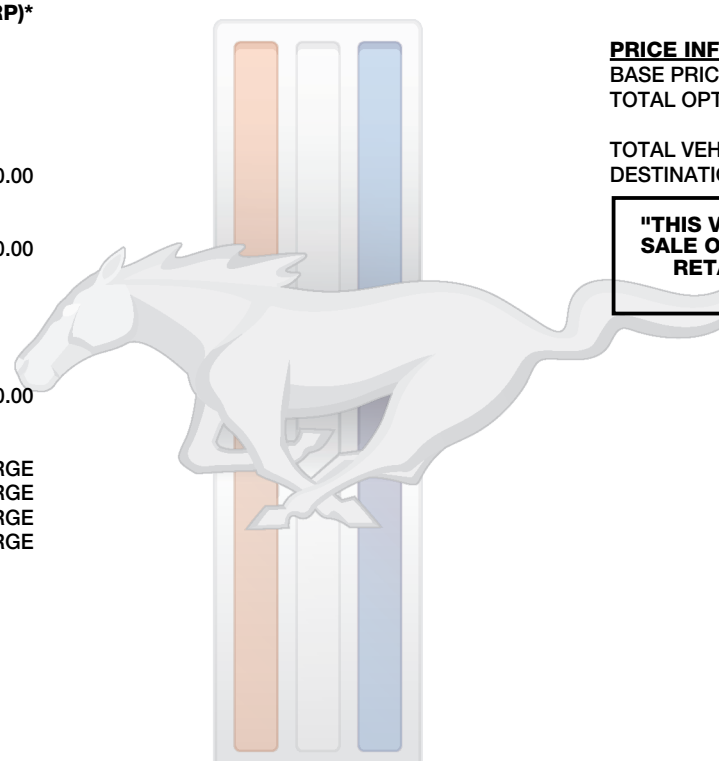 RP)*
0.00
0.00
0.00
RGE
RGE
RGE
RGE
PRICE INF
BASE PRIC
TOTAL OPT
TOTAL VEH
DESTINATIO
"THIS V
SALE O
RETA